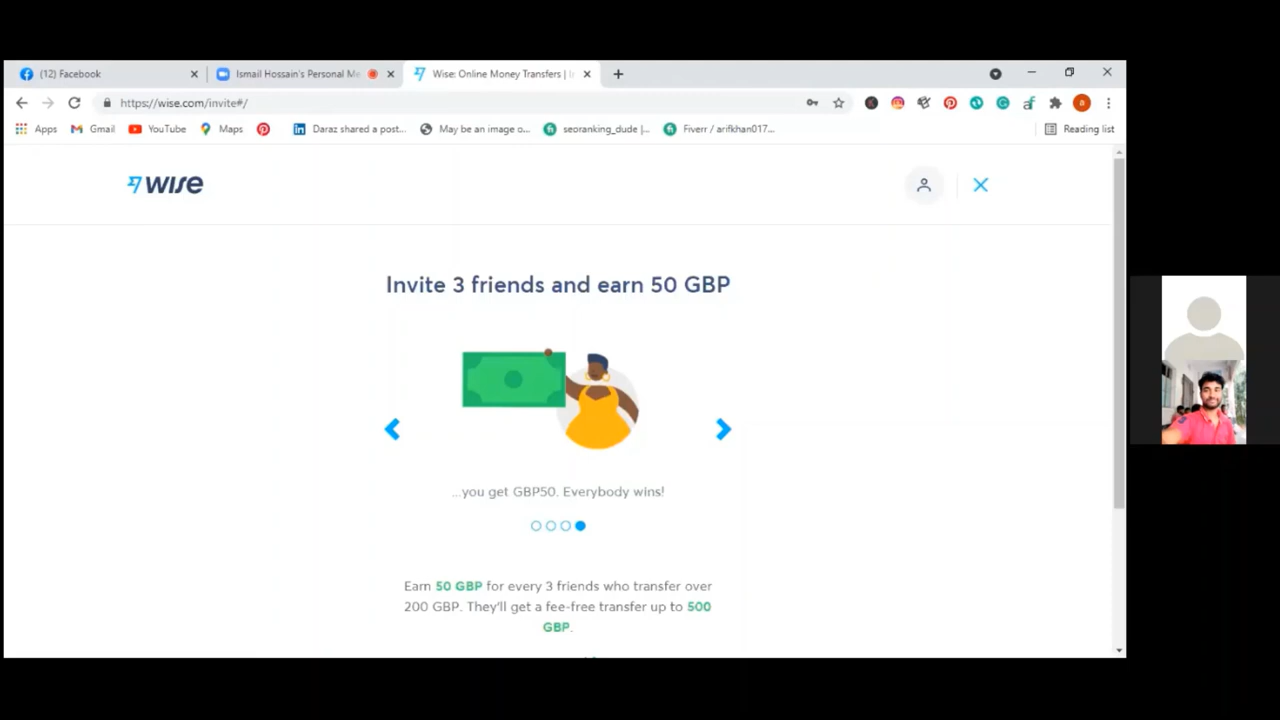 (12) Facebook
Ismail Hossain's Personal Me
Wise: Online Money Transfers | I
https://wise.com/invite#/
Apps
Gmail
YouTube
Maps
Daraz shared a post...
May be an image o...
seoranking_dude |...
Fiverr / arifkhan017...
Reading list
wise
Invite 3 friends and earn 50 GBP
...you get GBP50. Everybody wins!
Earn 50 GBP for every 3 friends who transfer over
200 GBP. They'll get a fee-free transfer up to 500
GBP.